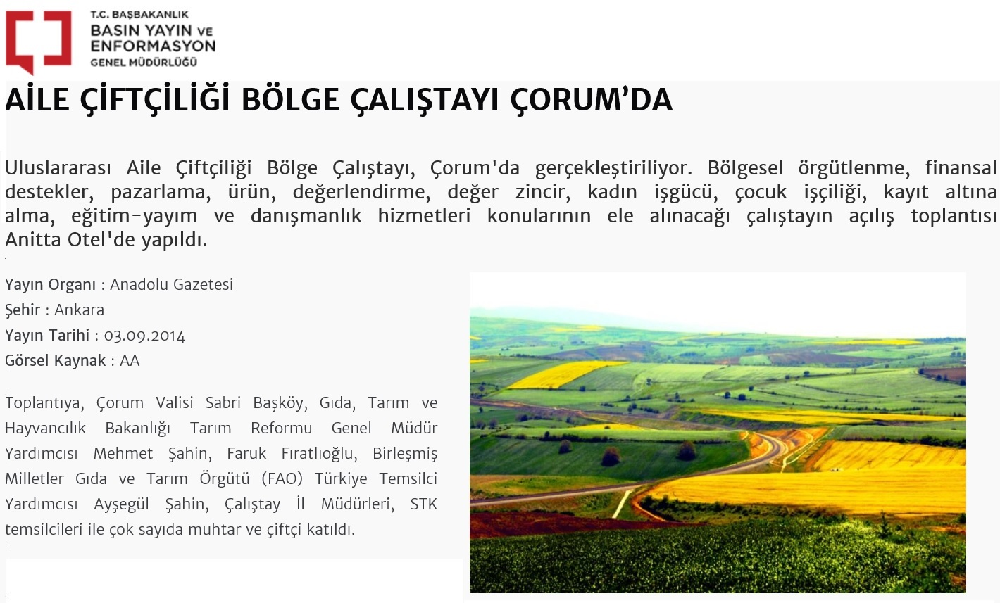 T.C. BAŞBAKANLIK
BASIN YAYIN VE
ENFORMASYON
GENEL MÜDÜRLÜĞÜ
AİLE ÇİFTÇİLİĞİ BÖLGE ÇALIŞTAYI ÇORUM’DA
Uluslararası Aile Çiftçiliği Bölge Çalıştayı, Çorum'da gerçekleştiriliyor. Bölgesel örgütlenme, finansal
destekler, pazarlama, ürün, değerlendirme, değer zincir, kadın işgücü, çocuk işçiliği, kayıt altına
alma, eğitim-yayım ve danışmanlık hizmetleri konularının ele alınacağı çalıştayın açılış toplantısı
Anitta Otel'de yapıldı.
Yayın Organı : Anadolu Gazetesi
Şehir : Ankara
Yayın Tarihi : 03.09.2014
Görsel Kaynak : AA
Toplantıya, Çorum Valisi Sabri Başköy, Gıda, Tarım ve
Hayvancılık Bakanlığı Tarım Reformu Genel Müdür
Yardımcısı Mehmet Şahin, Faruk Fıratlıoğlu, Birleşmiş
Milletler Gıda ve Tarım Örgütü (FAO) Türkiye Temsilci
Yardımcısı Ayşegül Şahin, Çalıştay İl Müdürleri, STK
temsilcileri ile çok sayıda muhtar ve çiftçi katıldı.